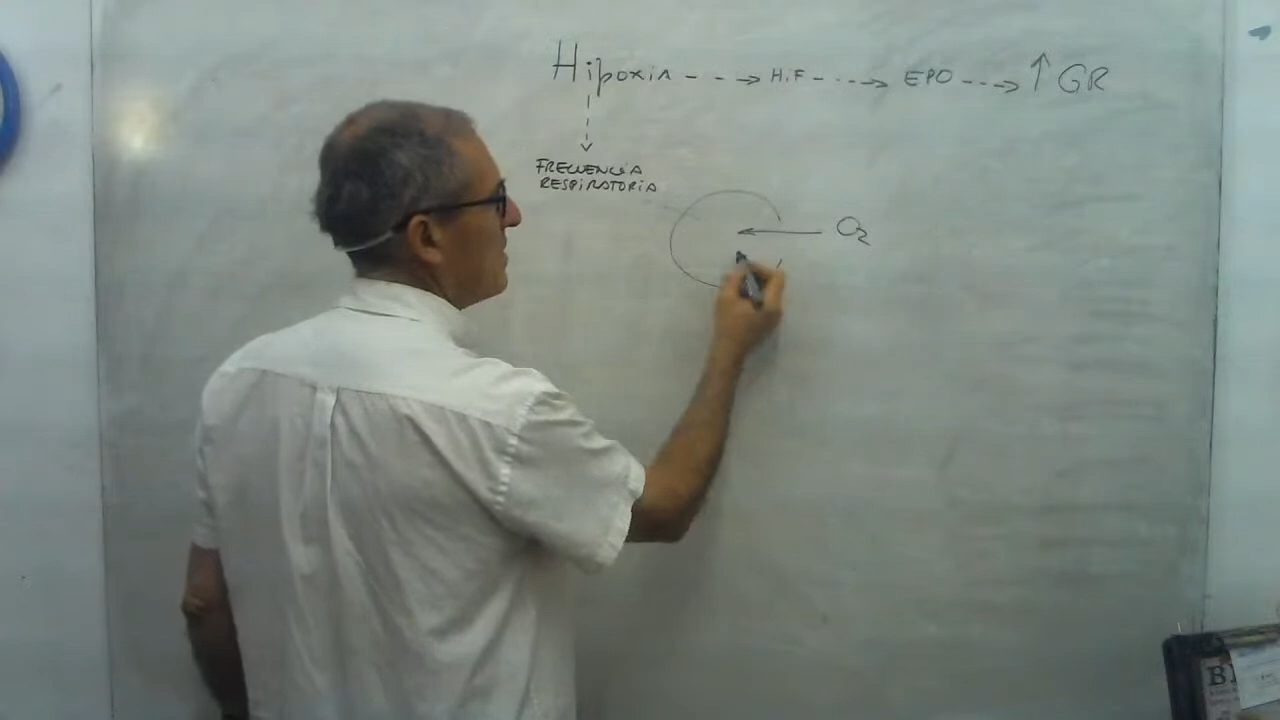 Hipoxia ---> HiF ---> EPO ---> ↑ GR
FRECUENCIA
RESPIRATORIA
O2